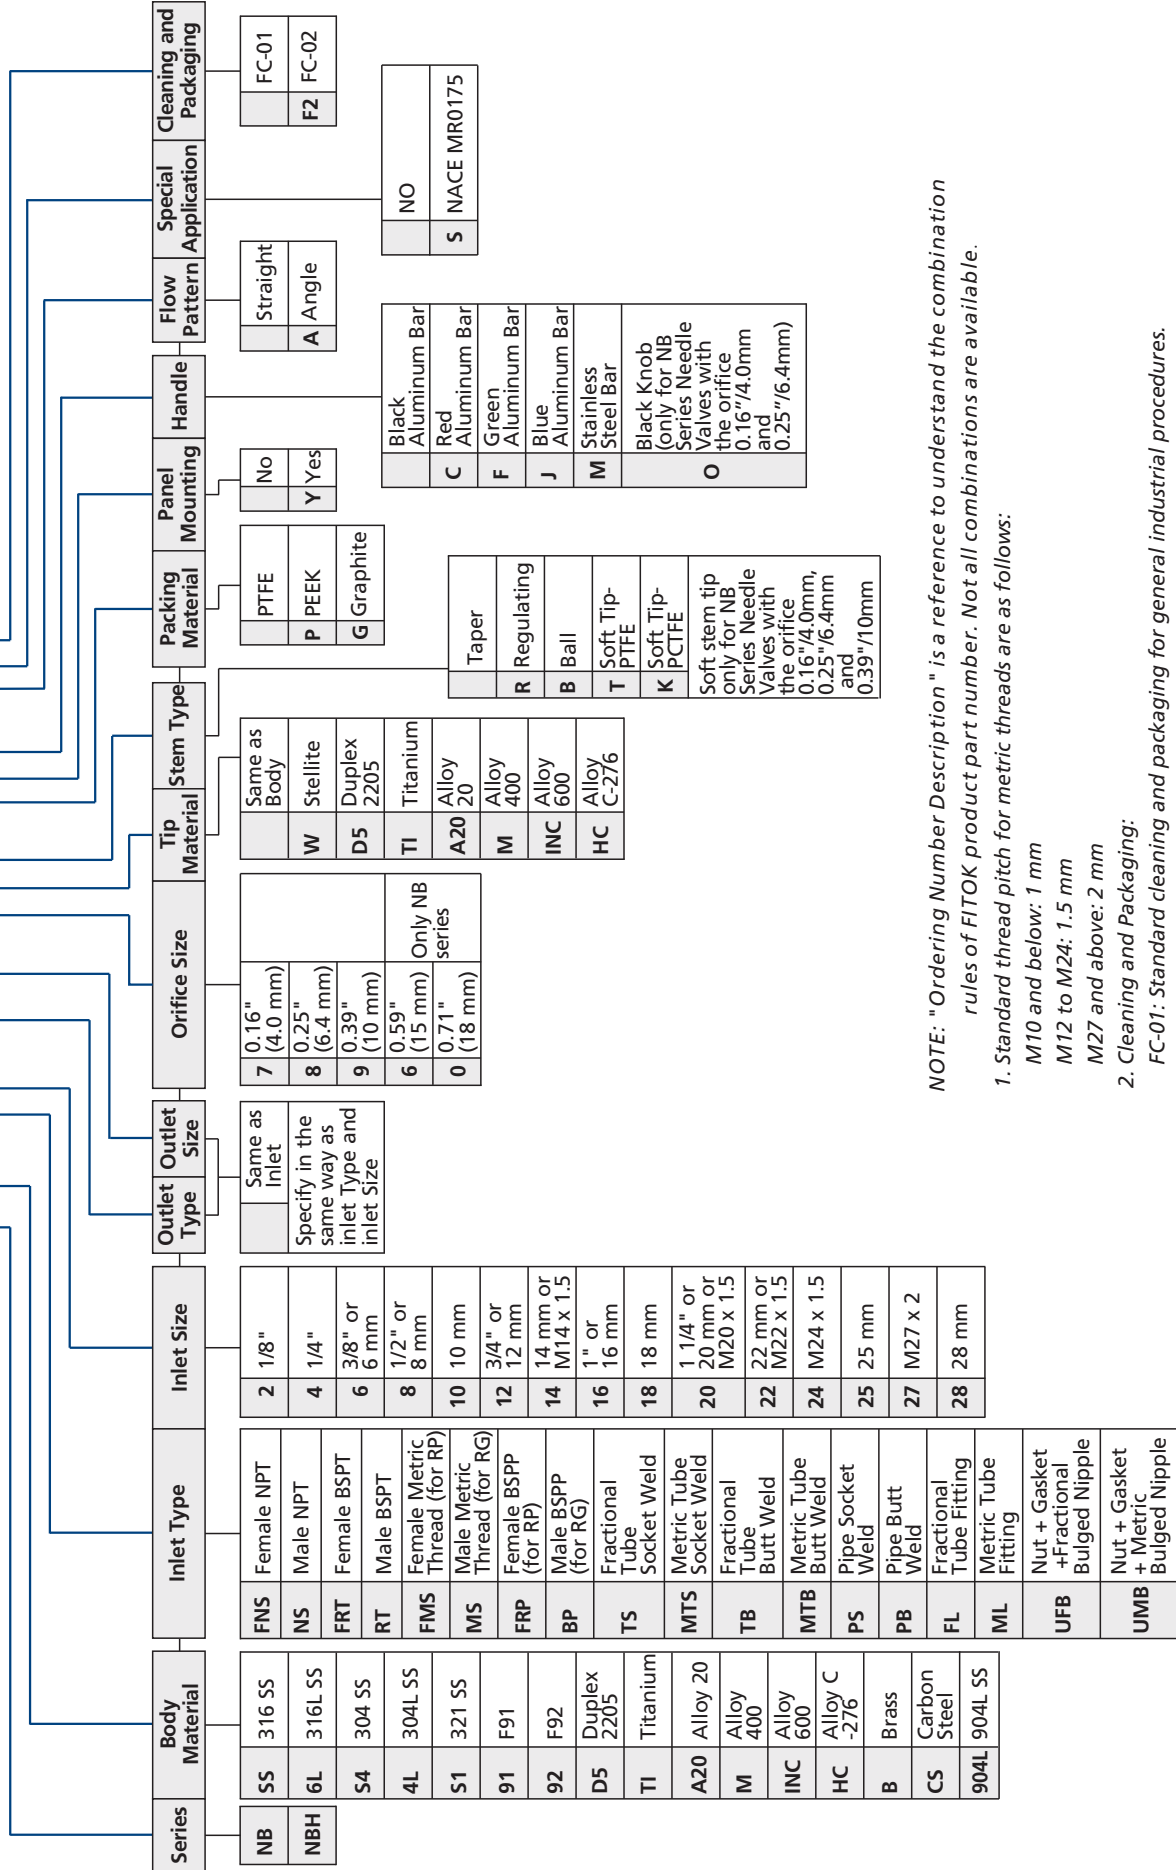 Series
NB
NBH
Body
Material
SS 316 SS
6L 316L SS
S4 304 SS
4L 304L SS
S1 321 SS
91 F91
92 F92
D5 Duplex
2205
TI Titanium
A20 Alloy 20
M Alloy
400
INC Alloy
600
HC Alloy C
-276
B Brass
CS Carbon
Steel
904L 904L SS
Inlet Type
FNS Female NPT
NS Male NPT
FRT Female BSPT
RT Male BSPT
FMS Female Metric
Thread (for RP)
MS Male Metric
Thread (for RG)
FRP Female BSPP
(for RP)
BP Male BSPP
(for RG)
TS Fractional
Tube
Socket Weld
MTS Metric Tube
Socket Weld
TB Fractional
Tube
Butt Weld
MTB Metric Tube
Butt Weld
PS Pipe Socket
Weld
PB Pipe Butt
Weld
FL Fractional
Tube Fitting
ML Metric Tube
Fitting
UFB Nut + Gasket
+Fractional
Bulged Nipple
UMB Nut + Gasket
+ Metric
Bulged Nipple
Inlet Size
2 1/8"
4 1/4"
6 3/8" or
6 mm
8 1/2" or
8 mm
10 10 mm
12 3/4" or
12 mm
14 14 mm or
M14 x 1.5
16 1" or
16 mm
18 18 mm
20 1 1/4" or
20 mm or
M20 x 1.5
22 22 mm or
M22 x 1.5
24 M24 x 1.5
25 25 mm
27 M27 x 2
28 28 mm
Outlet
Type
Outlet
Size
Same as
Inlet
Specify in the
same way as
inlet Type and
inlet Size
Orifice Size
7 0.16"
(4.0 mm)
8 0.25"
(6.4 mm)
9 0.39"
(10 mm)
6 0.59"
(15 mm)
0 0.71"
(18 mm)
Only NB
series
Tip
Material
Same as
Body
W Stellite
D5 Duplex
2205
TI Titanium
A20 Alloy
20
M Alloy
400
INC Alloy
600
HC Alloy
C-276
Stem Type
Taper
R Regulating
B Ball
T Soft Tip-
PTFE
K Soft Tip-
PCTFE
Soft stem tip
only for NB
Series Needle
Valves with
the orifice
0.16"/4.0mm,
0.25"/6.4mm
and
0.39"/10mm
Packing
Material
PTFE
P PEEK
G Graphite
Panel
Mounting
No
Y Yes
Handle
Black
Aluminum Bar
C Red
Aluminum Bar
F Green
Aluminum Bar
J Blue
Aluminum Bar
M Stainless
Steel Bar
O Black Knob
(only for NB
Series Needle
Valves with
the orifice
0.16"/4.0mm
and
0.25"/6.4mm)
Flow
Pattern
Straight
A Angle
Special
Application
NO
S NACE MR0175
Cleaning and
Packaging
FC-01
F2 FC-02
NOTE: "Ordering Number Description" is a reference to understand the combination
rules of FITOK product part number. Not all combinations are available.
1. Standard thread pitch for metric threads are as follows:
M10 and below: 1 mm
M12 to M24: 1.5 mm
M27 and above: 2 mm
2. Cleaning and Packaging:
FC-01: Standard cleaning and packaging for general industrial procedures.